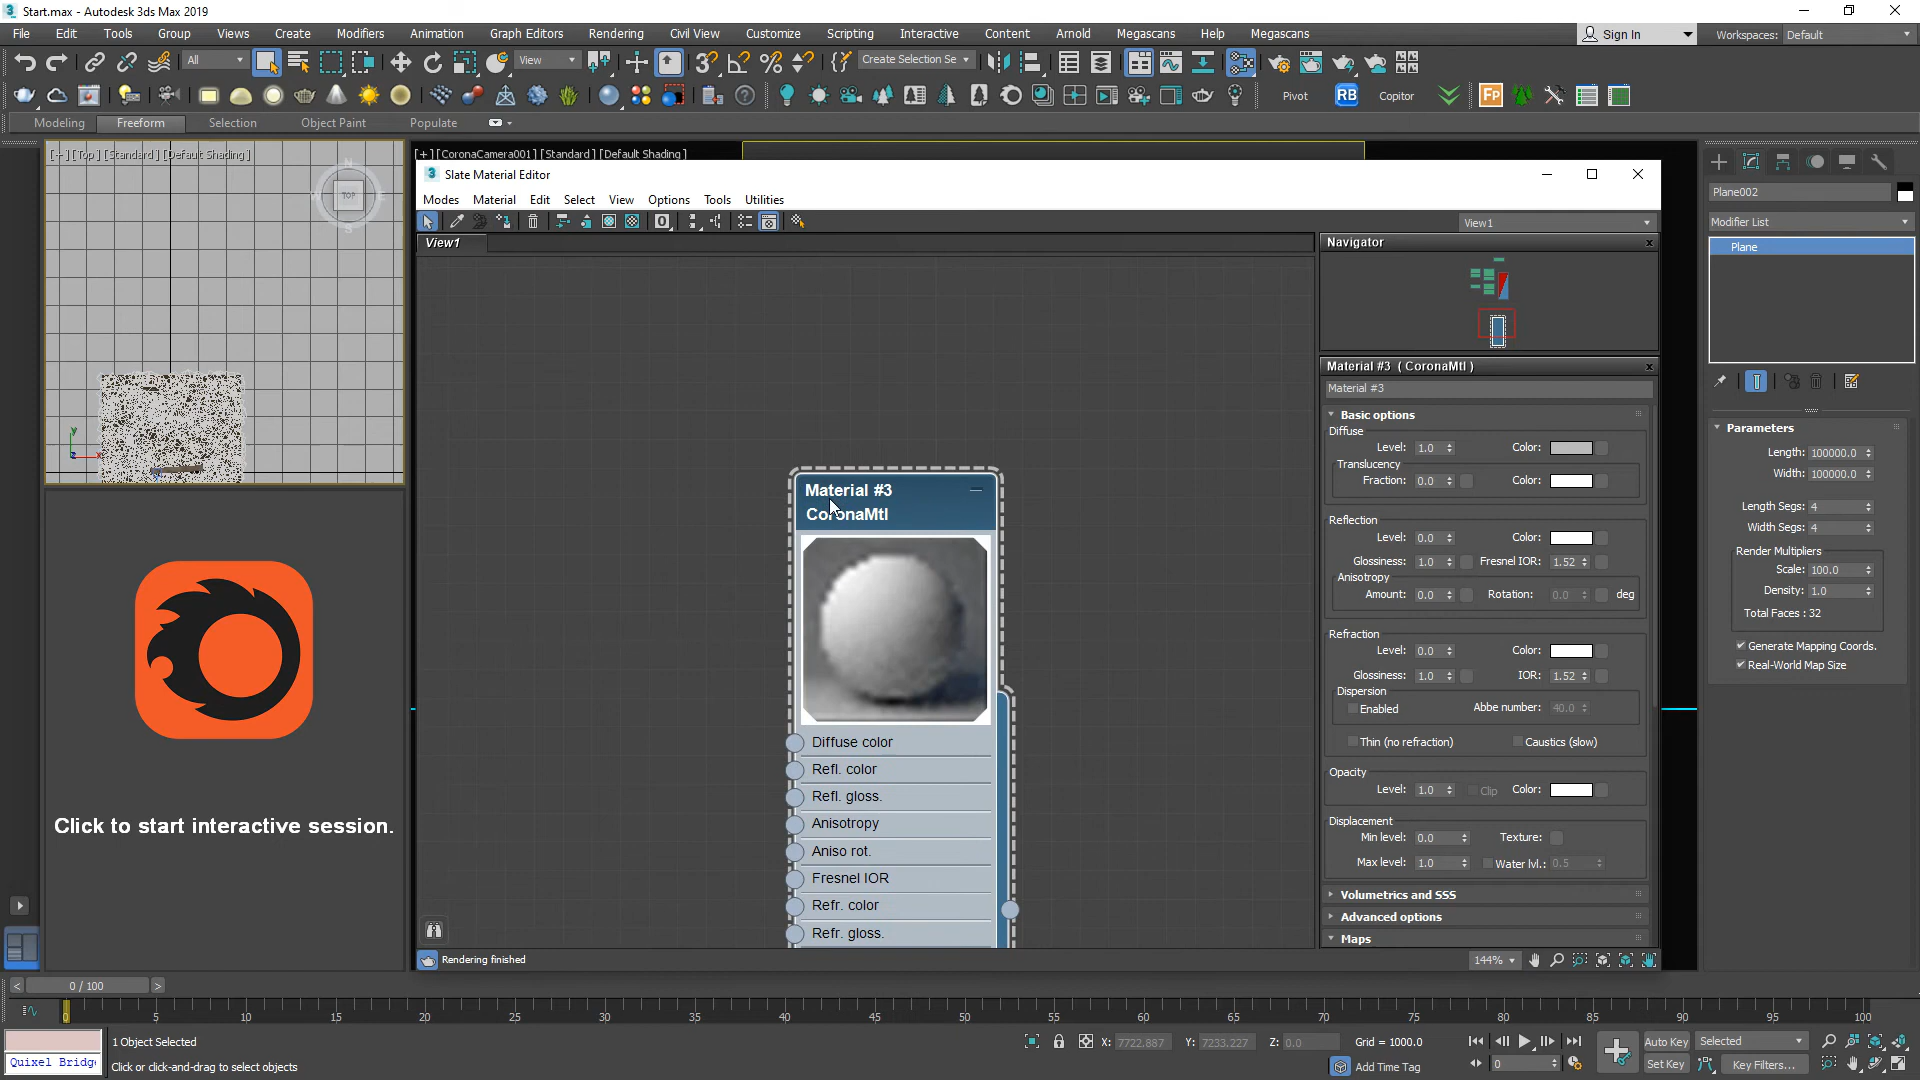 Start.max - Autodesk 3ds Max 2019
File Edit Tools Group Views Create Modifiers Animation Graph Editors Rendering Civil View Customize Scripting Interactive Content Arnold Megascans Help Megascans
Sign In
Workspaces: Default
All
View
Create Selection Se
Pivot
RB
Copitor
Fp
Modeling Freeform Selection Object Paint Populate
[+] [Top] [Standard] [Default Shading]
[+] [CoronaCamera001] [Standard] [Default Shading]
N
TOP
y
x
Click to start interactive session.
Slate Material Editor
Modes Material Edit Select View Options Tools Utilities
View1
View1
Material #3
CoronaMtl
Diffuse color
Refl. color
Refl. gloss.
Anisotropy
Aniso rot.
Fresnel IOR
Refr. color
Refr. gloss.
Rendering finished
144%
Navigator
Material #3 ( CoronaMtl )
Material #3
Basic options
Diffuse
Level: 1.0 Color:
Translucency
Fraction: 0.0 Color:
Reflection
Level: 0.0 Color:
Glossiness: 1.0 Fresnel IOR: 1.52
Anisotropy
Amount: 0.0 Rotation: 0.0 deg
Refraction
Level: 0.0 Color:
Glossiness: 1.0 IOR: 1.52
Dispersion
Enabled Abbe number: 40.0
Thin (no refraction) Caustics (slow)
Opacity
Level: 1.0 Clip Color:
Displacement
Min level: 0.0 Texture:
Max level: 1.0 Water lvl.: 0.5
Volumetrics and SSS
Advanced options
Maps
Plane002
Modifier List
Plane
Parameters
Length: 100000.0
Width: 100000.0
Length Segs: 4
Width Segs: 4
Render Multipliers
Scale: 100.0
Density: 1.0
Total Faces : 32
Generate Mapping Coords.
Real-World Map Size
< 0 / 100 >
0 5 10 15 20 25 30 35 40 45 50 55 60 65 70 75 80 85 90 95 100
Quixel Bridg
1 Object Selected
Click or click-and-drag to select objects
X: 7722.887 Y: 7233.227 Z: 0.0 Grid = 1000.0
Add Time Tag
0
Auto Key Selected
Set Key Key Filters...